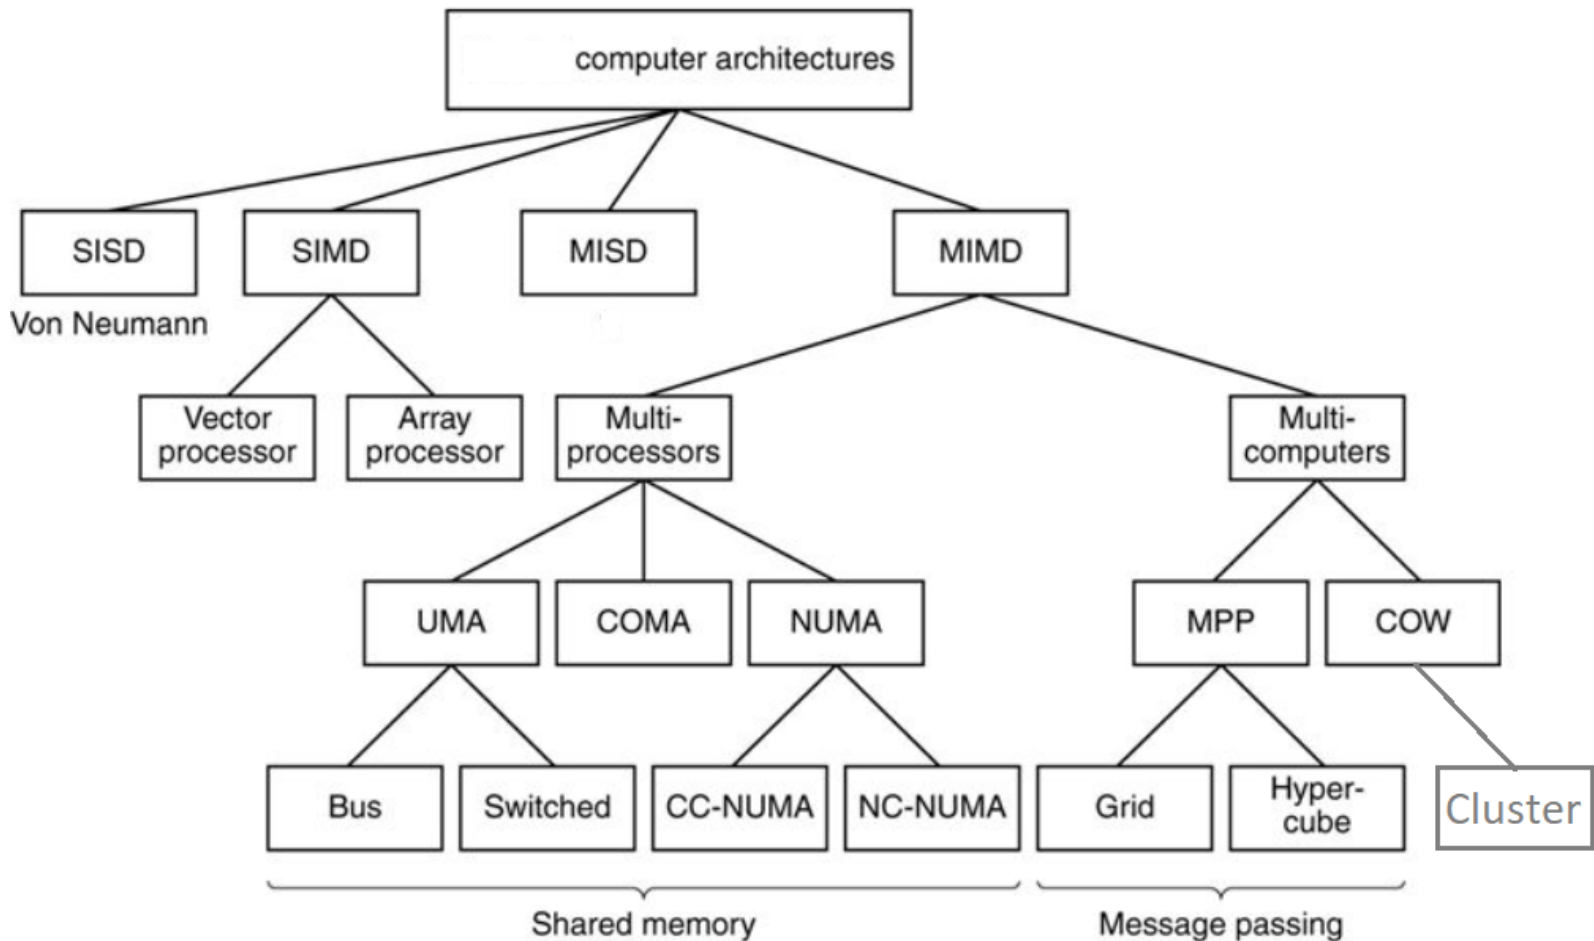 computer architectures
SISD
SIMD
MISD
MIMD
Von Neumann
Vector
processor
Array
processor
Multi-
processors
Multi-
computers
UMA
COMA
NUMA
MPP
COW
Bus
Switched
CC-NUMA
NC-NUMA
Grid
Hyper-
cube
Cluster
Shared memory
Message passing